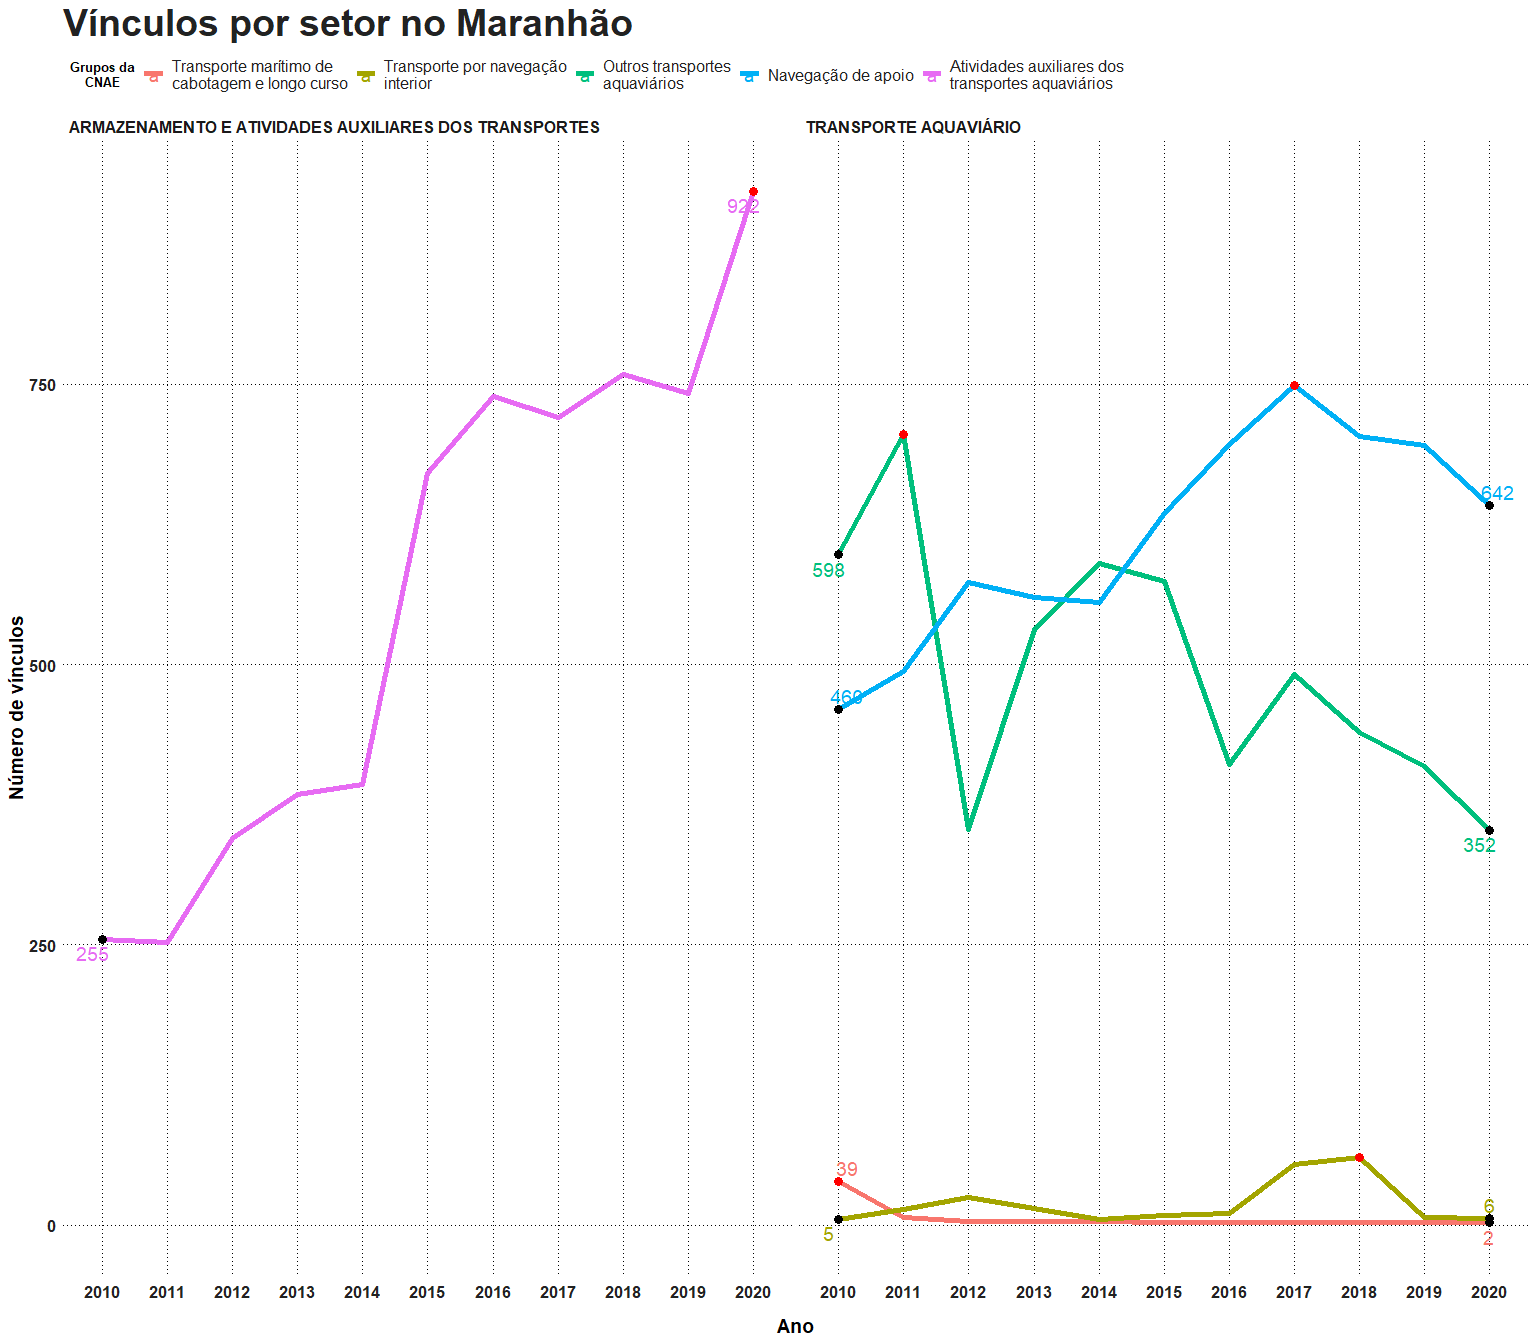 Vínculos por setor no Maranhão
Grupos da
CNAE
a
Transporte marítimo de
cabotagem e longo curso
a
Transporte por navegação
interior
a
Outros transportes
aquaviários
a
Navegação de apoio
a
Atividades auxiliares dos
transportes aquaviários
ARMAZENAMENTO E ATIVIDADES AUXILIARES DOS TRANSPORTES
TRANSPORTE AQUAVIÁRIO
Número de vínculos
750
500
250
0
922
255
598
460
642
352
39
5
6
2
2010 2011 2012 2013 2014 2015 2016 2017 2018 2019 2020
2010 2011 2012 2013 2014 2015 2016 2017 2018 2019 2020
Ano